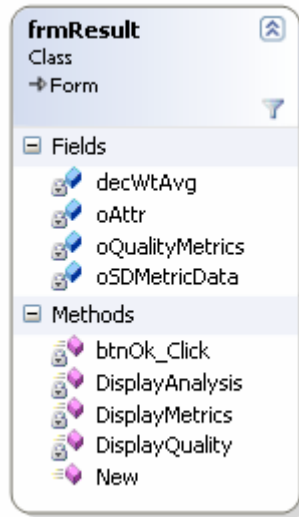 frmResult
Class
Form
Fields
decWtAvg
oAttr
oQualityMetrics
oSDMetricData
Methods
btnOk_Click
DisplayAnalysis
DisplayMetrics
DisplayQuality
New